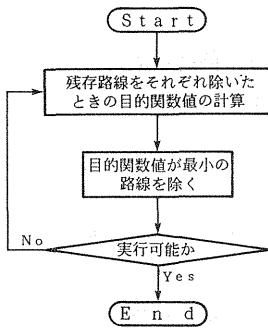 Start
残存路線をそれぞれ除いた
ときの目的関数値の計算
目的関数値が最小の
路線を除く
実行可能か
No
Yes
End